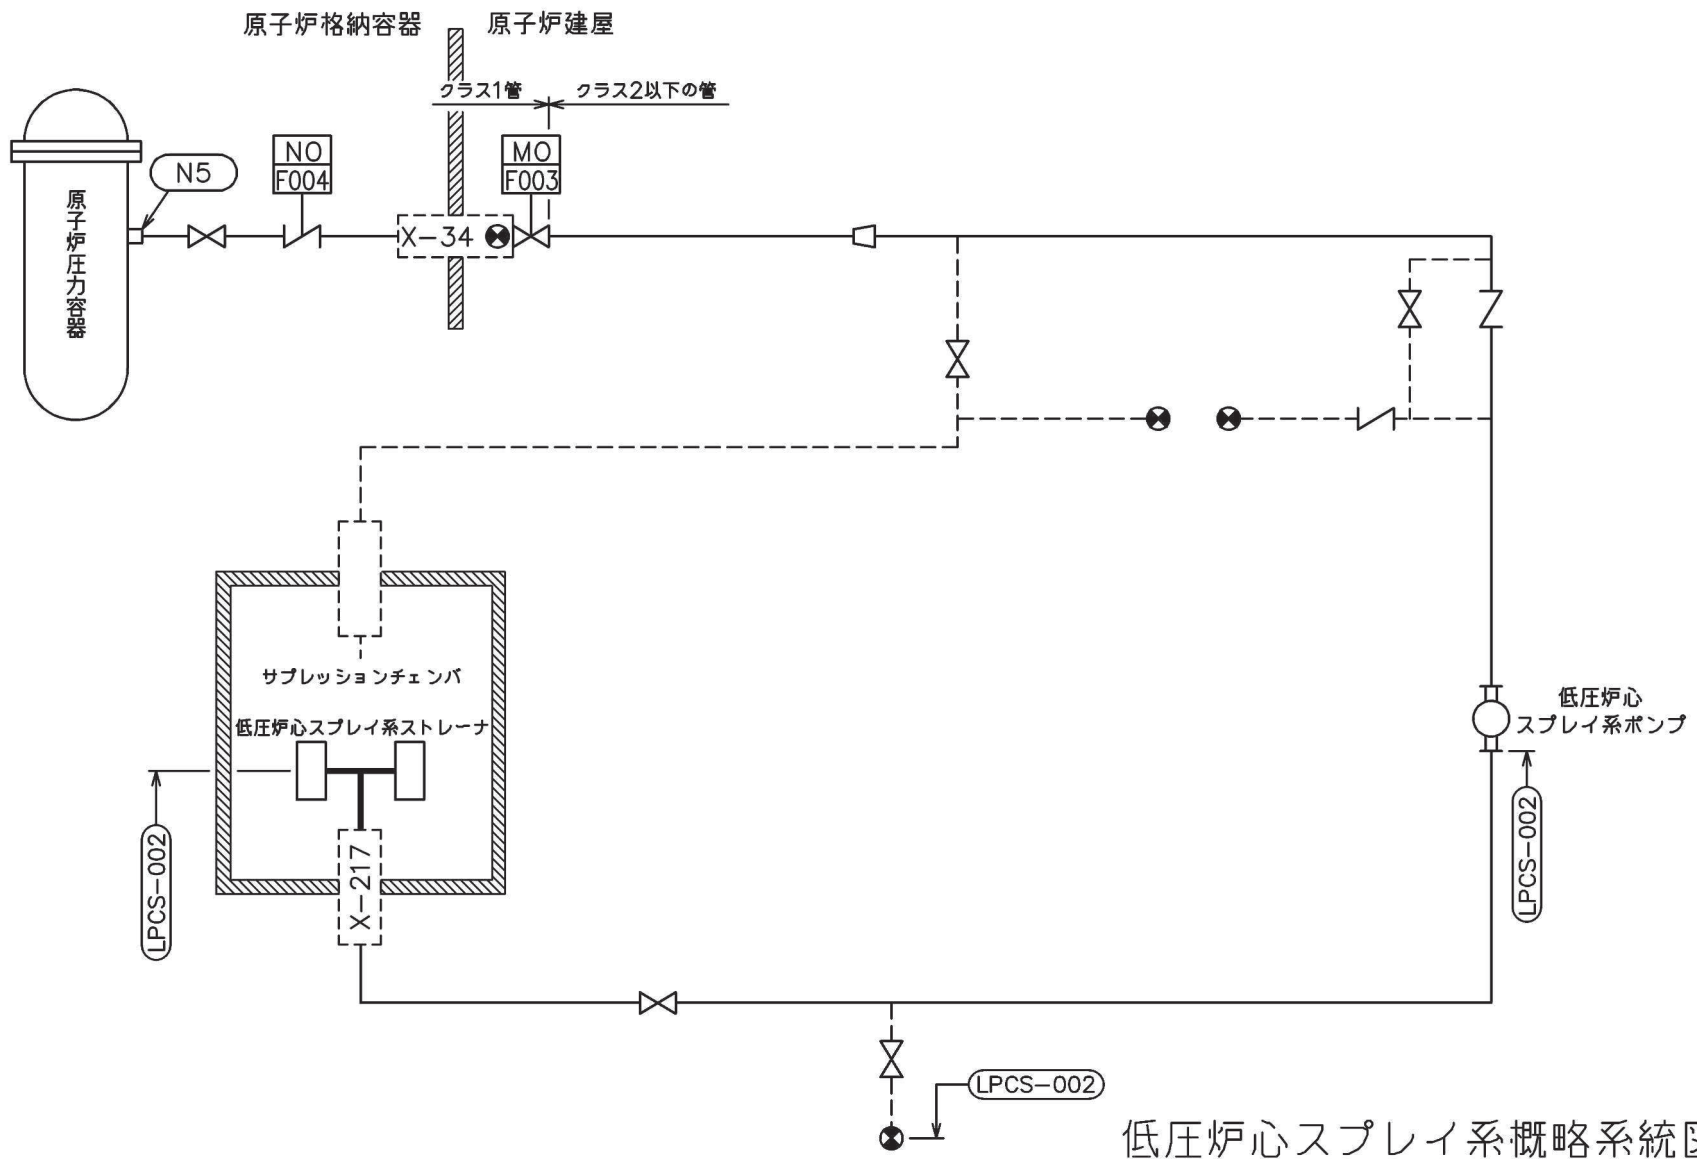 原子炉格納容器
原子炉建屋
クラス1管
クラス2以下の管
NO
F004
MO
F003
N5
原子炉圧力容器
X-34
サプレッションチェンバ
低圧炉心スプレイ系ストレーナ
低圧炉心
スプレイ系ポンプ
LPCS-002
LPCS-002
X-217
LPCS-002
低圧炉心スプレイ系概略系統図